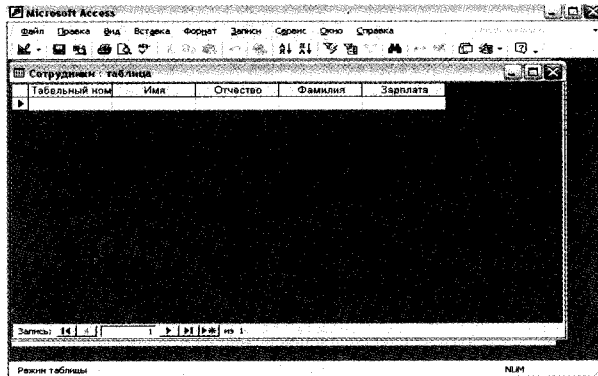 Microsoft Access
Файл Правка Вид Вставка Формат Записи Сервис Окно Справка
Сотрудники : таблица
Табельный ном Имя Отчество Фамилия Зарплата
Запись: 1 из 1
Режим таблицы NUM